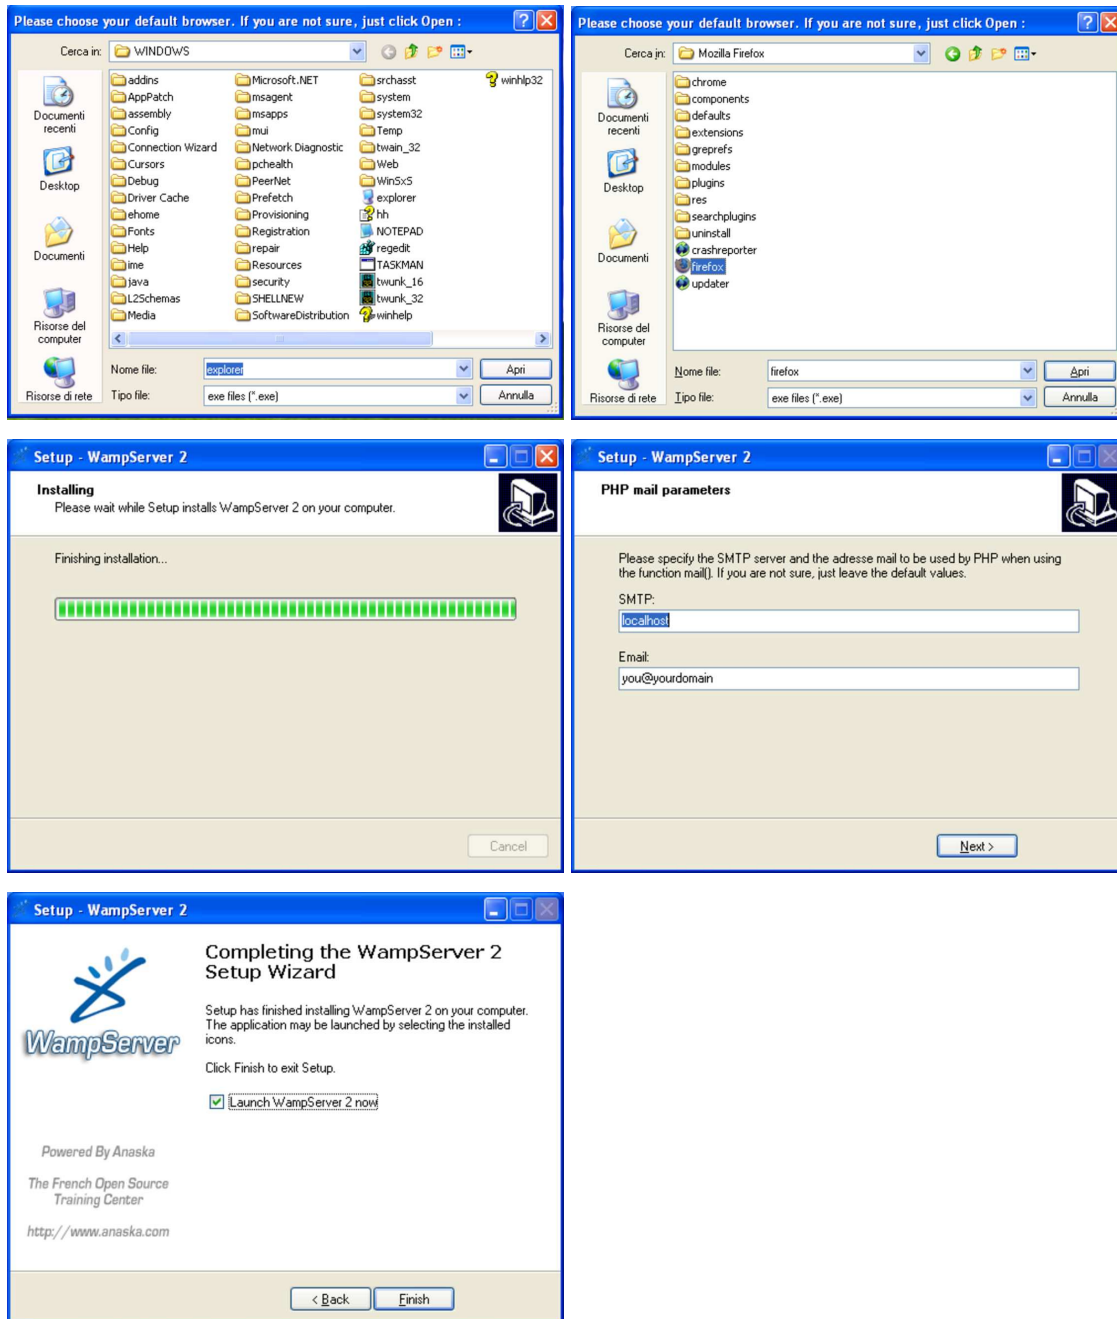 Please choose your default browser. If you are not sure, just click Open :
Cerca in:
WINDOWS
Documenti
recenti
Desktop
Documenti
Risorse del
computer
Risorse di rete
addins
AppPatch
assembly
Config
Connection Wizard
Cursors
Debug
Driver Cache
ehome
Fonts
Help
ime
java
L2Schemas
Media
Microsoft.NET
msagent
msapps
mui
Network Diagnostic
pchealth
PeerNet
Prefetch
Provisioning
Registration
repair
Resources
security
SHELLNEW
SoftwareDistribution
srchasst
system
system32
Temp
twain_32
Web
WinSxS
explorer
hh
NOTEPAD
regedit
TASKMAN
twunk_16
twunk_32
winhelp
winhlp32
Nome file:
explorer
Apri
Tipo file:
exe files (*.exe)
Annulla
Please choose your default browser. If you are not sure, just click Open :
Cerca in:
Mozilla Firefox
Documenti
recenti
Desktop
Documenti
Risorse del
computer
Risorse di rete
chrome
components
defaults
extensions
greprefs
modules
plugins
res
searchplugins
uninstall
crashreporter
firefox
updater
Nome file:
firefox
Apri
Tipo file:
exe files (*.exe)
Annulla
Setup - WampServer 2
Installing
Please wait while Setup installs WampServer 2 on your computer.
Finishing installation...
Cancel
Setup - WampServer 2
PHP mail parameters
Please specify the SMTP server and the adresse mail to be used by PHP when using
the function mail(). If you are not sure, just leave the default values.
SMTP:
localhost
Email:
you@yourdomain
Next >
Setup - WampServer 2
WampServer
Powered By Anaska
The French Open Source
Training Center
http://www.anaska.com
Completing the WampServer 2
Setup Wizard
Setup has finished installing WampServer 2 on your computer.
The application may be launched by selecting the installed
icons.
Click Finish to exit Setup.
Launch WampServer 2 now
< Back
Finish